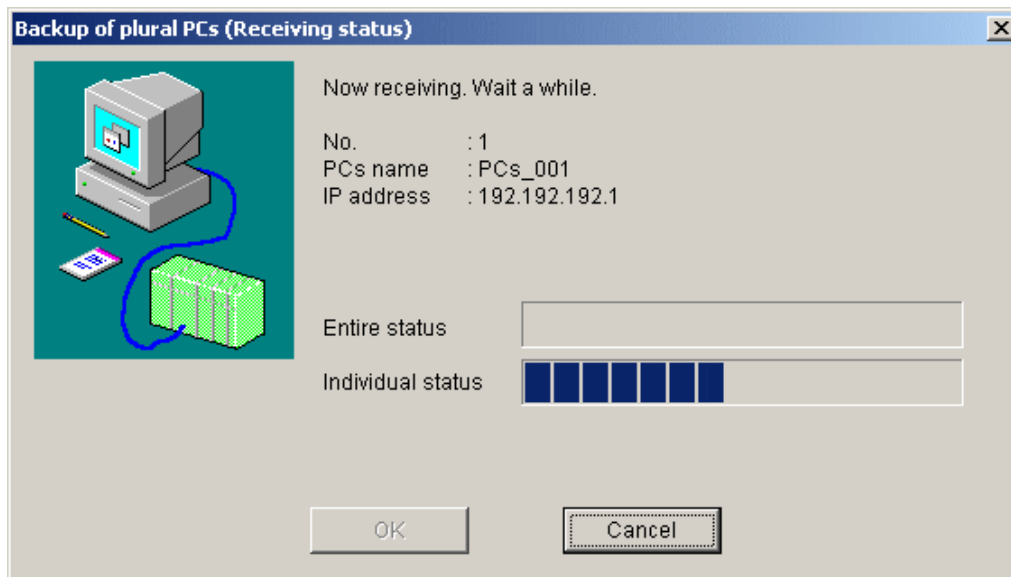 Backup of plural PCs (Receiving status)
Now receiving. Wait a while.
No. : 1
PCs name : PCs_001
IP address : 192.192.192.1
Entire status
Individual status
OK
Cancel